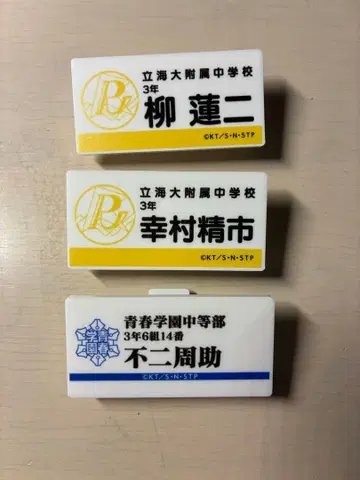 立海大附属中学校
3年
柳 蓮二
©KT/S・N・STP
立海大附属中学校
3年
幸村精市
©KT/S・N・STP
青春学園中等部
3年6組14番
不二周助
©KT/S・N・STP